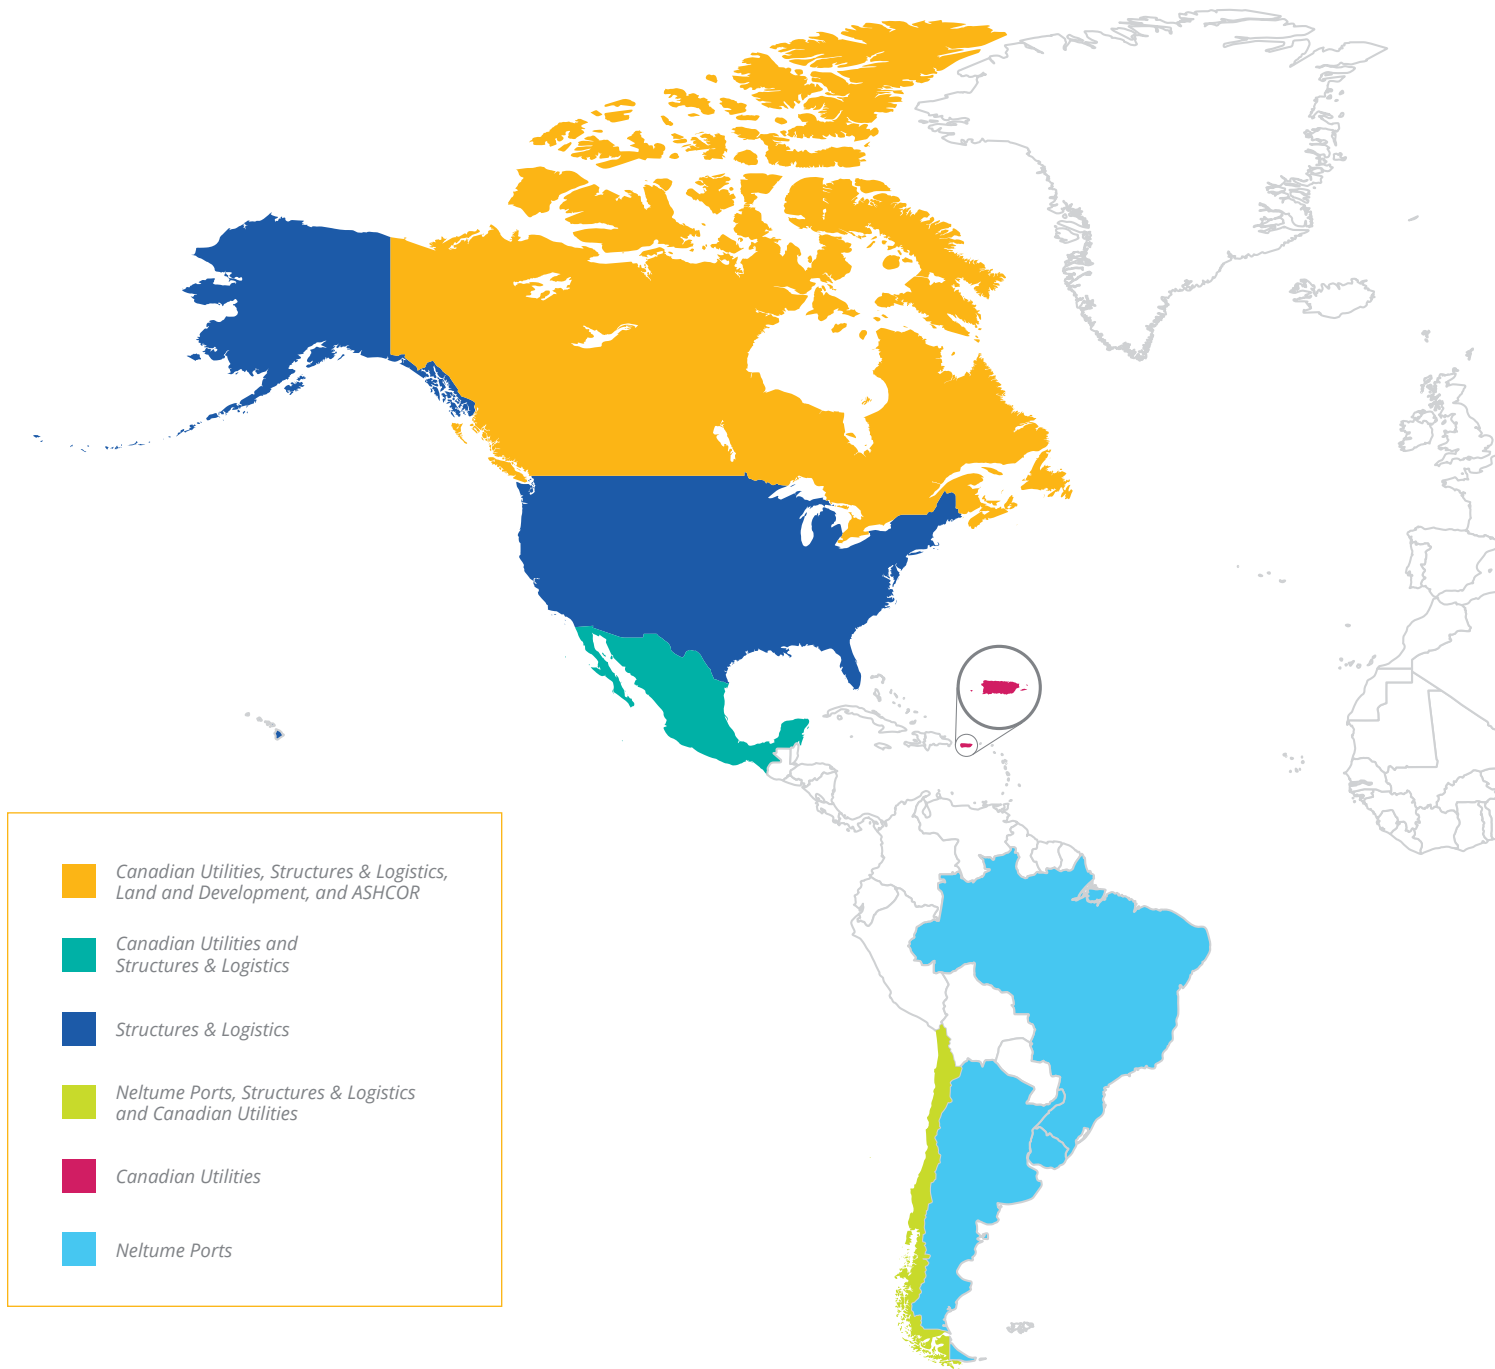 Canadian Utilities, Structures & Logistics,
Land and Development, and ASHCOR
Canadian Utilities and
Structures & Logistics
Structures & Logistics
Neltume Ports, Structures & Logistics
and Canadian Utilities
Canadian Utilities
Neltume Ports